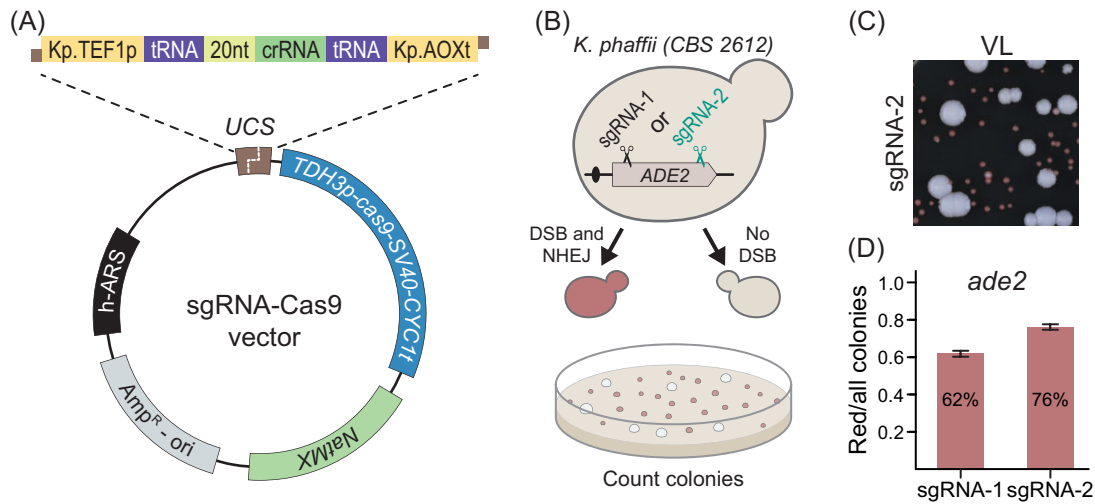 (A)
Kp.TEF1p tRNA 20nt crRNA tRNA Kp.AOXt
UCS
TDH3p-cas9-SV40-CYC1t
h-ARS
sgRNA-Cas9
vector
AmpR - ori
NatMX
(B)
K. phaffii (CBS 2612)
sgRNA-1
or
sgRNA-2
ADE2
DSB and
NHEJ
No
DSB
Count colonies
(C)
VL
sgRNA-2
(D)
ade2
Red/all colonies
1.0
0.8
0.6
0.4
0.2
62%
76%
sgRNA-1
sgRNA-2